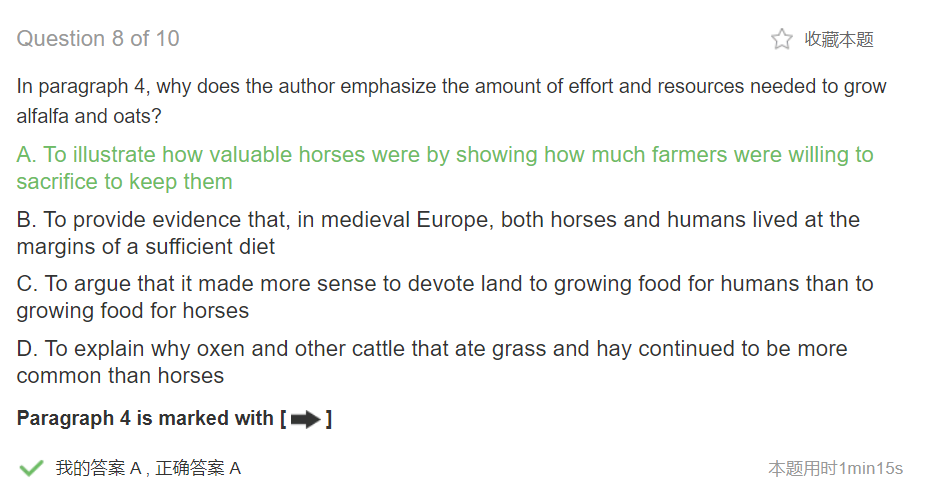 Question 8 of 10
收藏本题
In paragraph 4, why does the author emphasize the amount of effort and resources needed to grow
alfalfa and oats?
A. To illustrate how valuable horses were by showing how much farmers were willing to
sacrifice to keep them
B. To provide evidence that, in medieval Europe, both horses and humans lived at the
margins of a sufficient diet
C. To argue that it made more sense to devote land to growing food for humans than to
growing food for horses
D. To explain why oxen and other cattle that ate grass and hay continued to be more
common than horses
Paragraph 4 is marked with [ ➡ ]
我的答案 A , 正确答案 A
本题用时1min15s